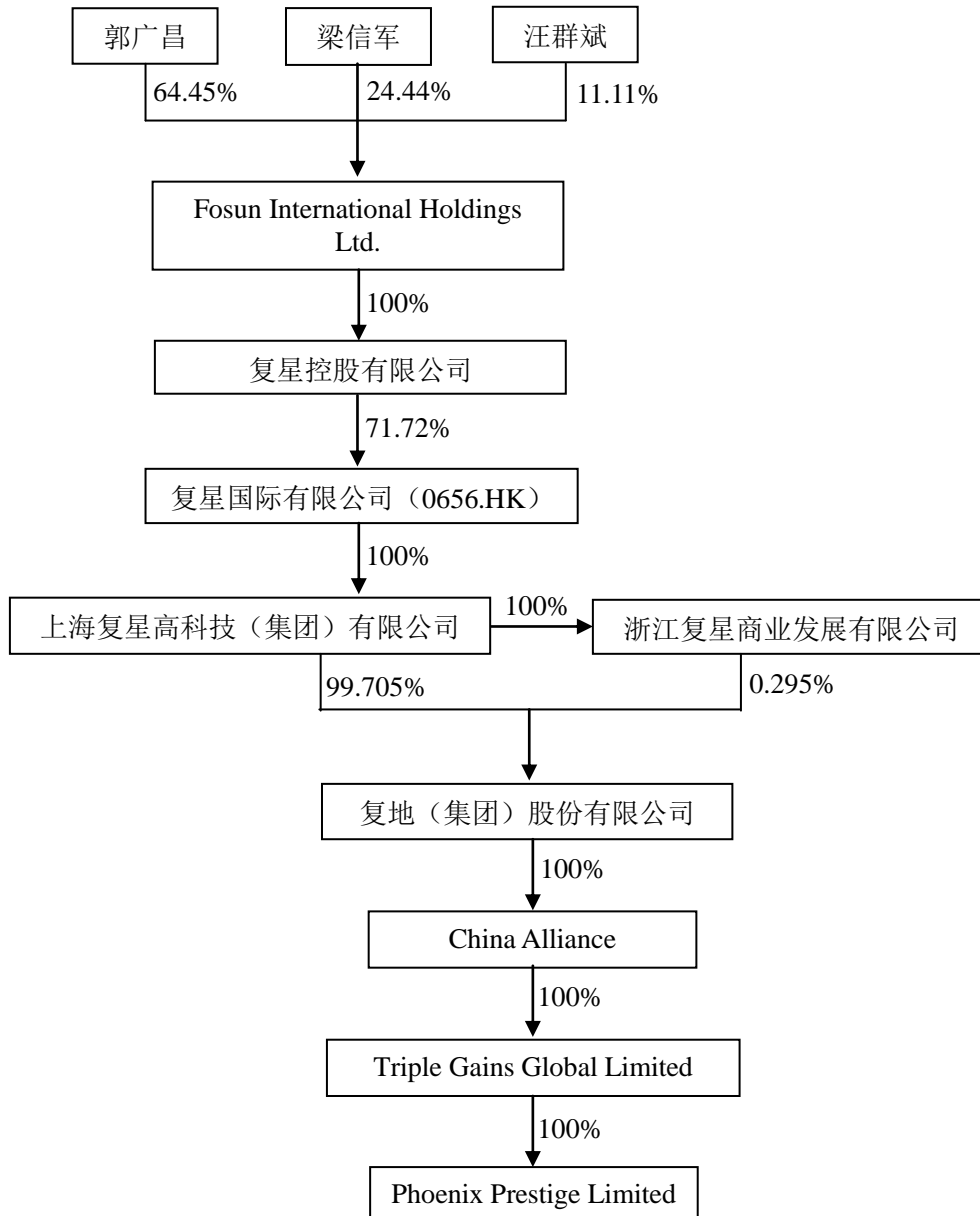 郭广昌
梁信军
汪群斌
64.45%
24.44%
11.11%
Fosun International Holdings
Ltd.
100%
复星控股有限公司
71.72%
复星国际有限公司（0656.HK）
100%
上海复星高科技（集团）有限公司
100%
浙江复星商业发展有限公司
99.705%
0.295%
复地（集团）股份有限公司
100%
China Alliance
100%
Triple Gains Global Limited
100%
Phoenix Prestige Limited